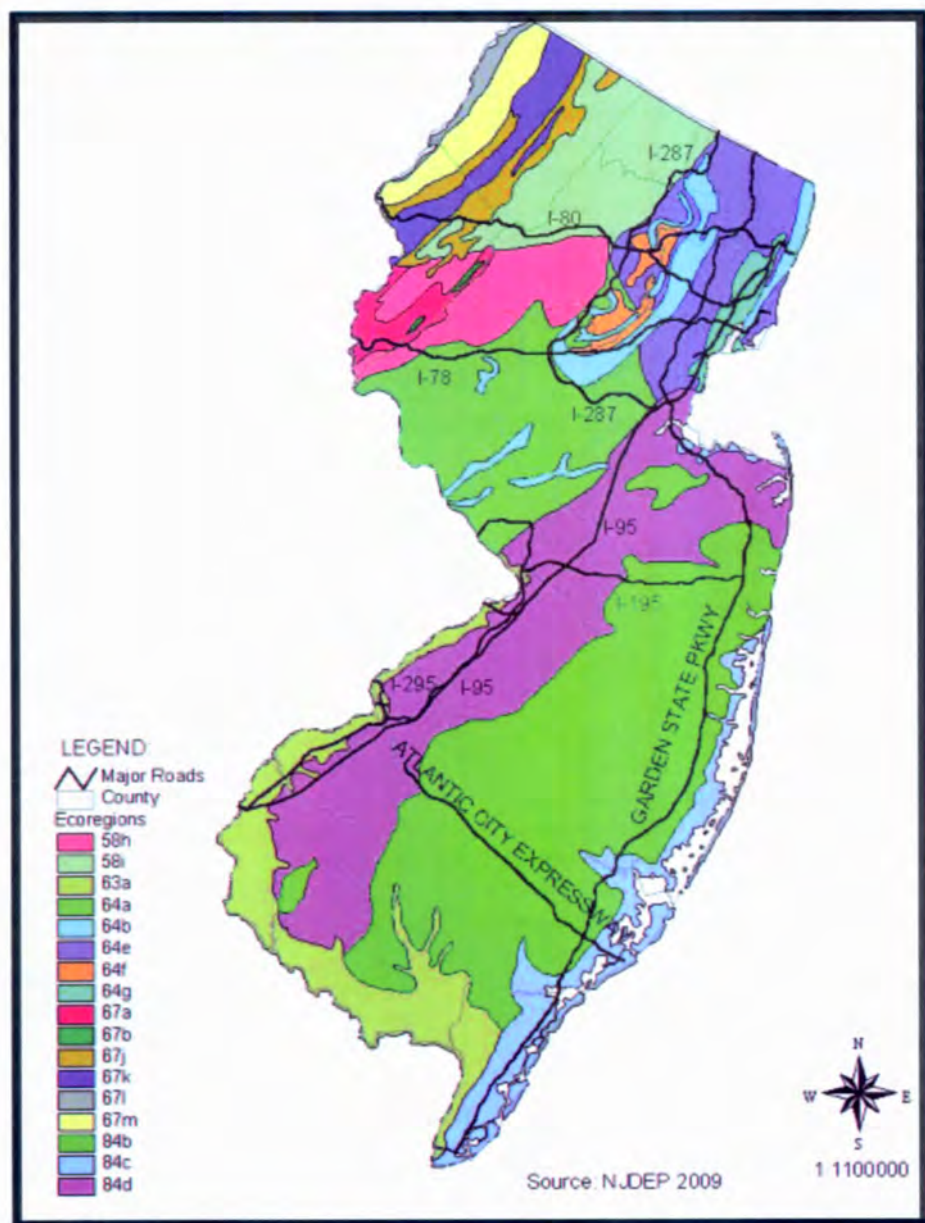 I-287
I-80
I-78
I-287
I-95
I-195
GARDEN STATE PKWY
I-295
I-95
ATLANTIC CITY EXPRESSWAY
LEGEND:
Major Roads
County
Ecoregions
58h
58i
63a
64a
64b
64e
64f
64g
67a
67b
67j
67k
67l
67m
84b
84c
84d
N
W E
S
1 1100000
Source: NJDEP 2009